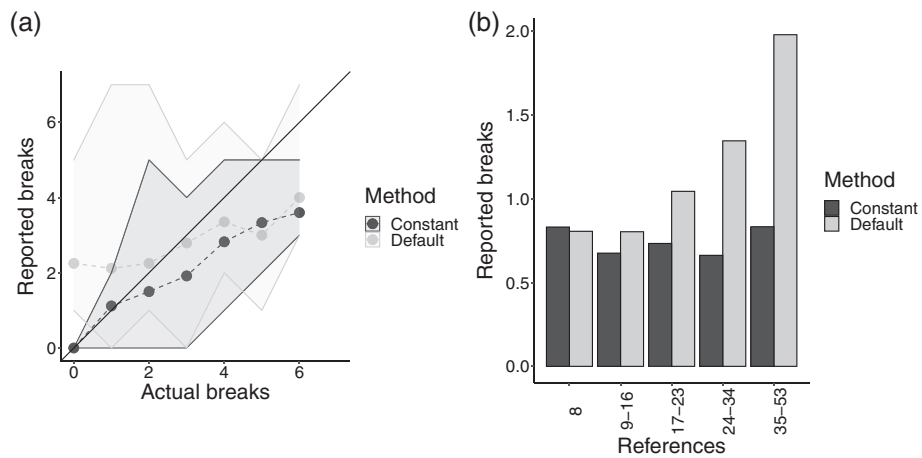 (a)
Reported breaks
6
4
2
0
0 2 4 6
Actual breaks
Method
Constant
Default
(b)
Reported breaks
2.0
1.5
1.0
0.5
0.0
8
9–16
17–23
24–34
35–53
References
Method
Constant
Default